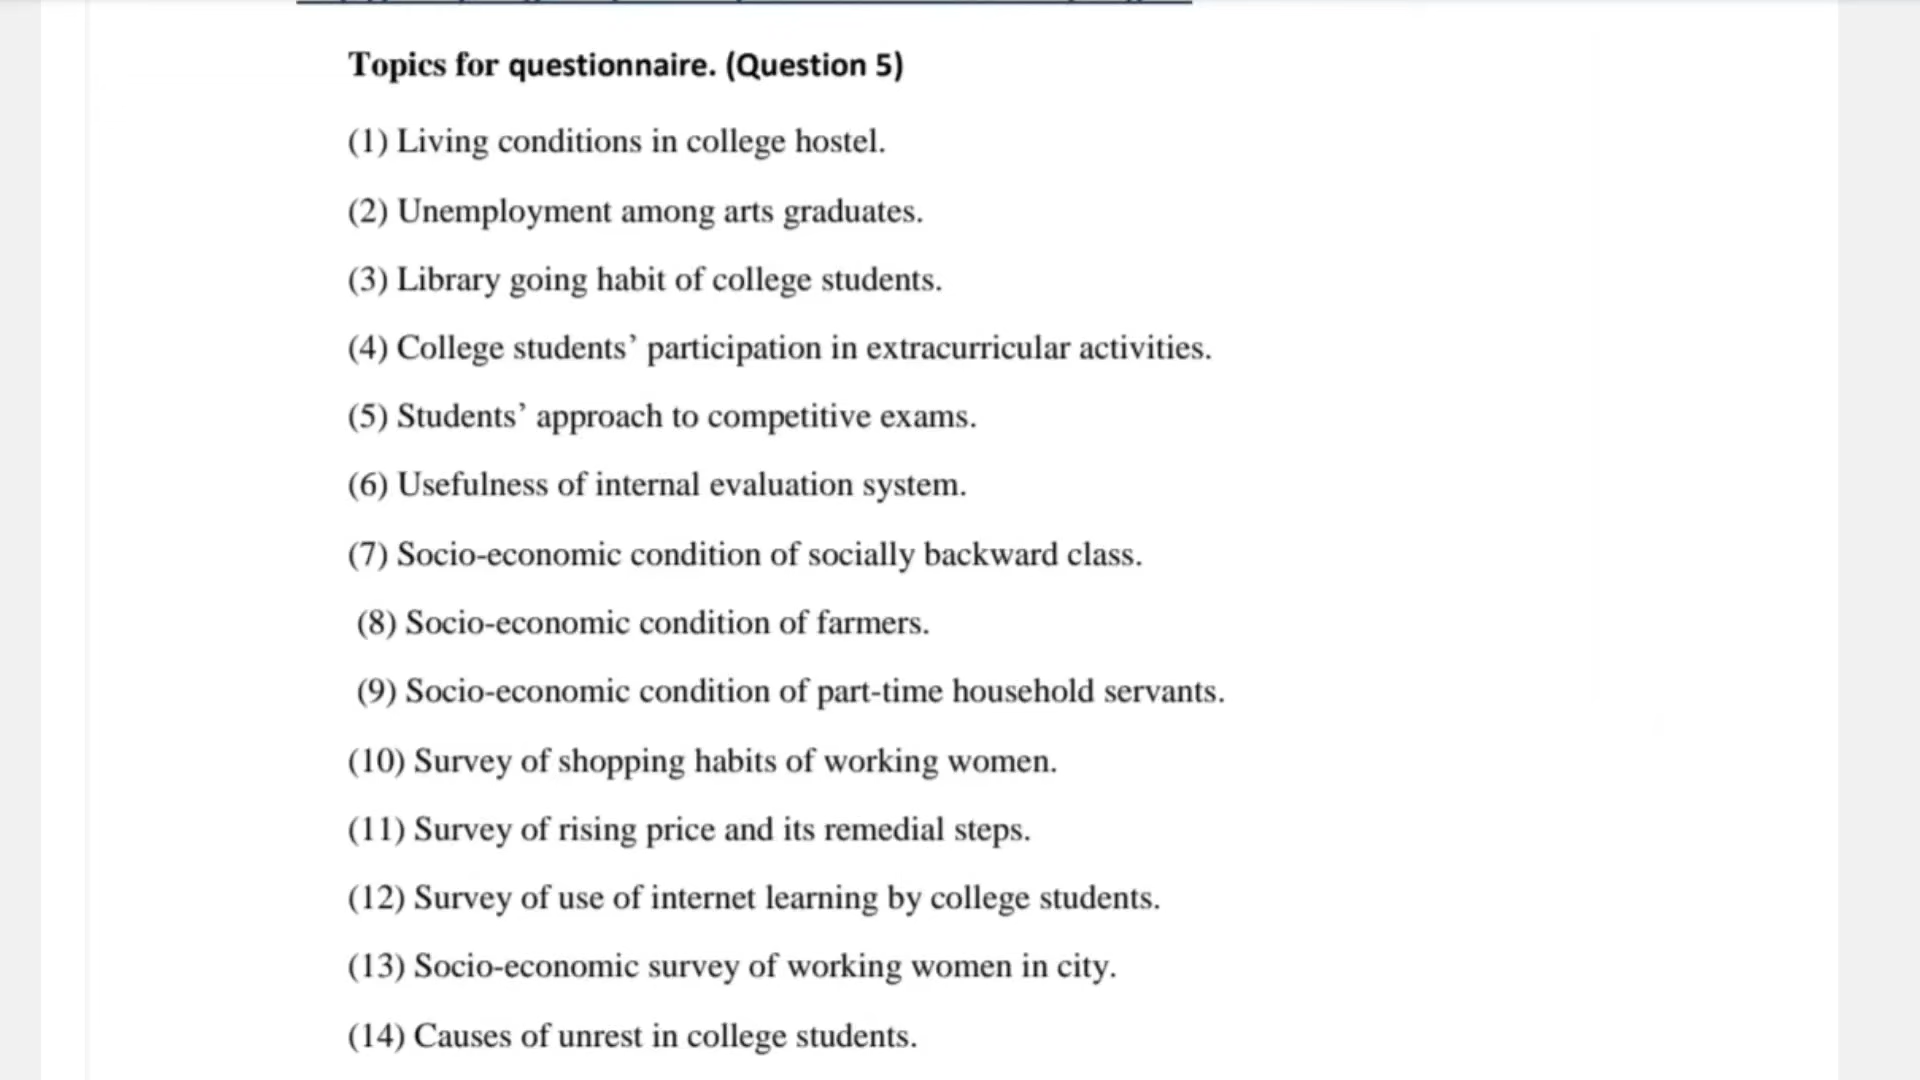 Topics for questionnaire. (Question 5)
(1) Living conditions in college hostel.
(2) Unemployment among arts graduates.
(3) Library going habit of college students.
(4) College students’ participation in extracurricular activities.
(5) Students’ approach to competitive exams.
(6) Usefulness of internal evaluation system.
(7) Socio-economic condition of socially backward class.
(8) Socio-economic condition of farmers.
(9) Socio-economic condition of part-time household servants.
(10) Survey of shopping habits of working women.
(11) Survey of rising price and its remedial steps.
(12) Survey of use of internet learning by college students.
(13) Socio-economic survey of working women in city.
(14) Causes of unrest in college students.